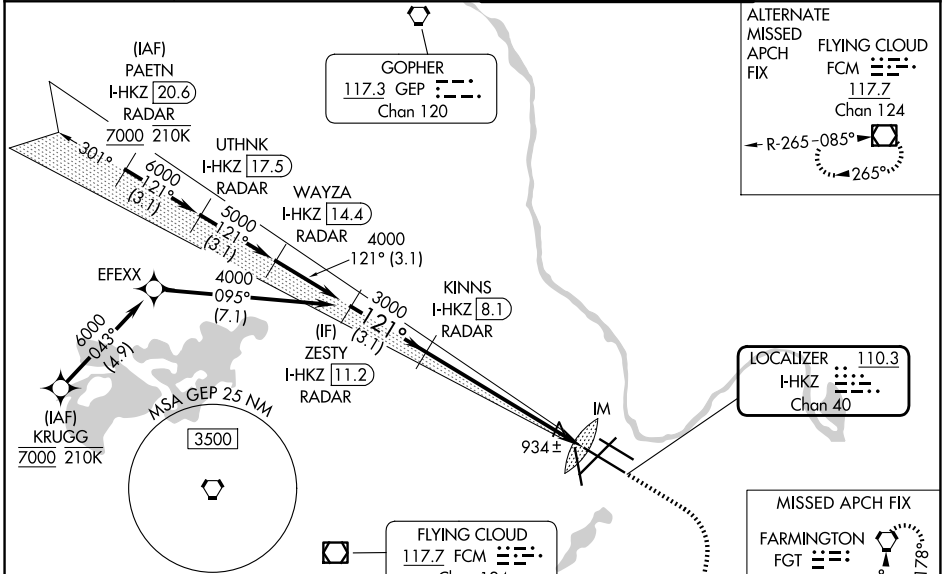 (IAF)
PAETN
I-HKZ 20.6
RADAR
7000 210K
301°
6000
121°
(3.1)
UTHNK
I-HKZ 17.5
RADAR
5000
121°
(3.1)
WAYZA
I-HKZ 14.4
RADAR
4000
121° (3.1)
GOPHER
117.3 GEP
Chan 120
ALTERNATE
MISSED
APCH
FIX
FLYING CLOUD
FCM
117.7
Chan 124
R-265
085°
265°
EFEXX
4000
095°
(7.1)
6000
043°
(4.9)
(IAF)
KRUGG
7000 210K
(IF)
ZESTY
I-HKZ 11.2
RADAR
3000
121°
(3.1)
KINNS
I-HKZ 8.1
RADAR
LOCALIZER 110.3
I-HKZ
Chan 40
IM
934±
MSA GEP 25 NM
3500
FLYING CLOUD
117.7 FCM
MISSED APCH FIX
FARMINGTON
FGT
178°